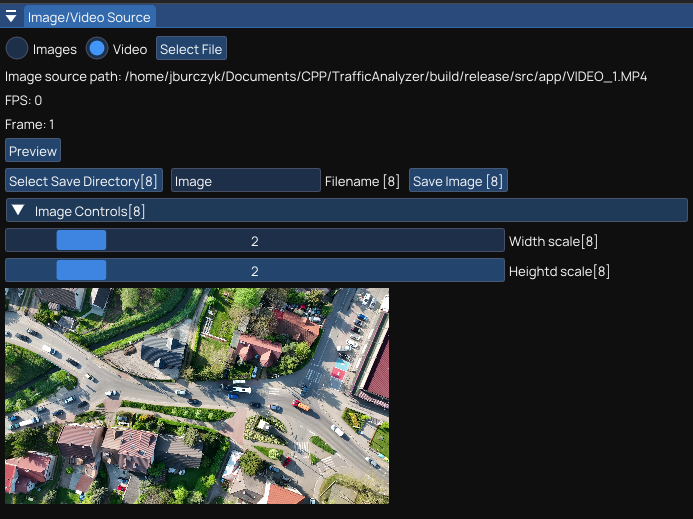 Image/Video Source
Images Video Select File
Image source path: /home/jburczyk/Documents/CPP/TrafficAnalyzer/build/release/src/app/VIDEO_1.MP4
FPS: 0
Frame: 1
Preview
Select Save Directory[8] Image Filename [8] Save Image [8]
Image Controls[8]
2 Width scale[8]
2 Heightd scale[8]